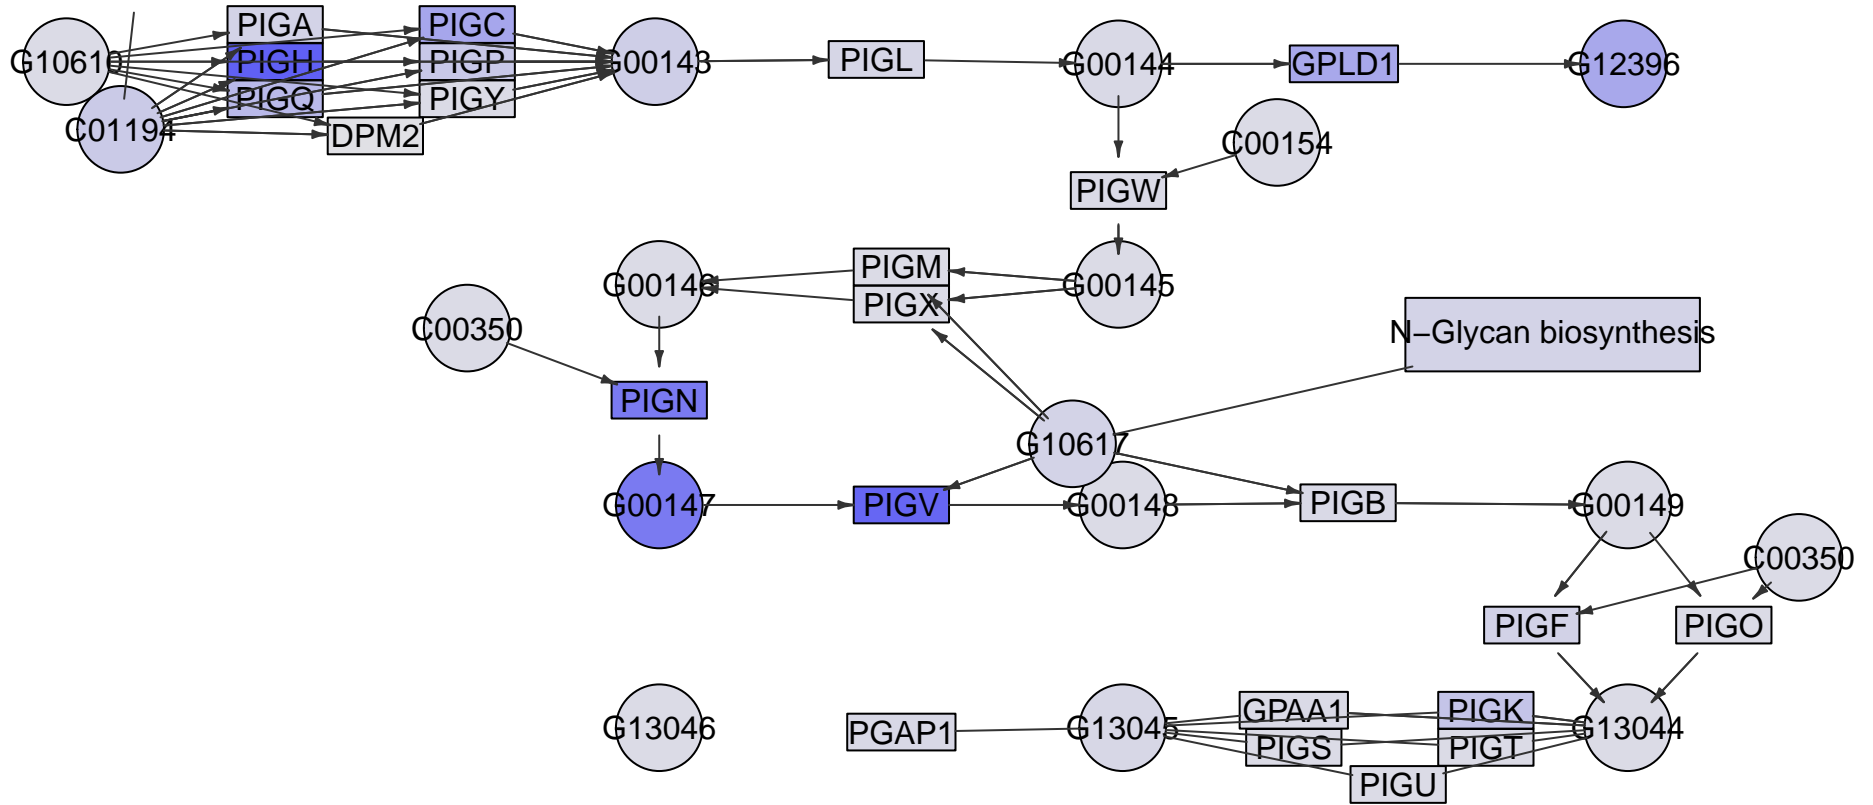 PIGA
PIGC
G10610
PIGH
PIGP
G00143
PIGL
G00144
GPLD1
G12396
PIGQ
PIGY
C01194
DPM2
C00154
PIGW
PIGM
G00146
G00145
PIGX
C00350
N−Glycan biosynthesis
PIGN
G10617
G00147
PIGV
G00148
PIGB
G00149
C00350
PIGF
PIGO
GPAA1
PIGK
G13046
PGAP1
G13045
G13044
PIGS
PIGT
PIGU